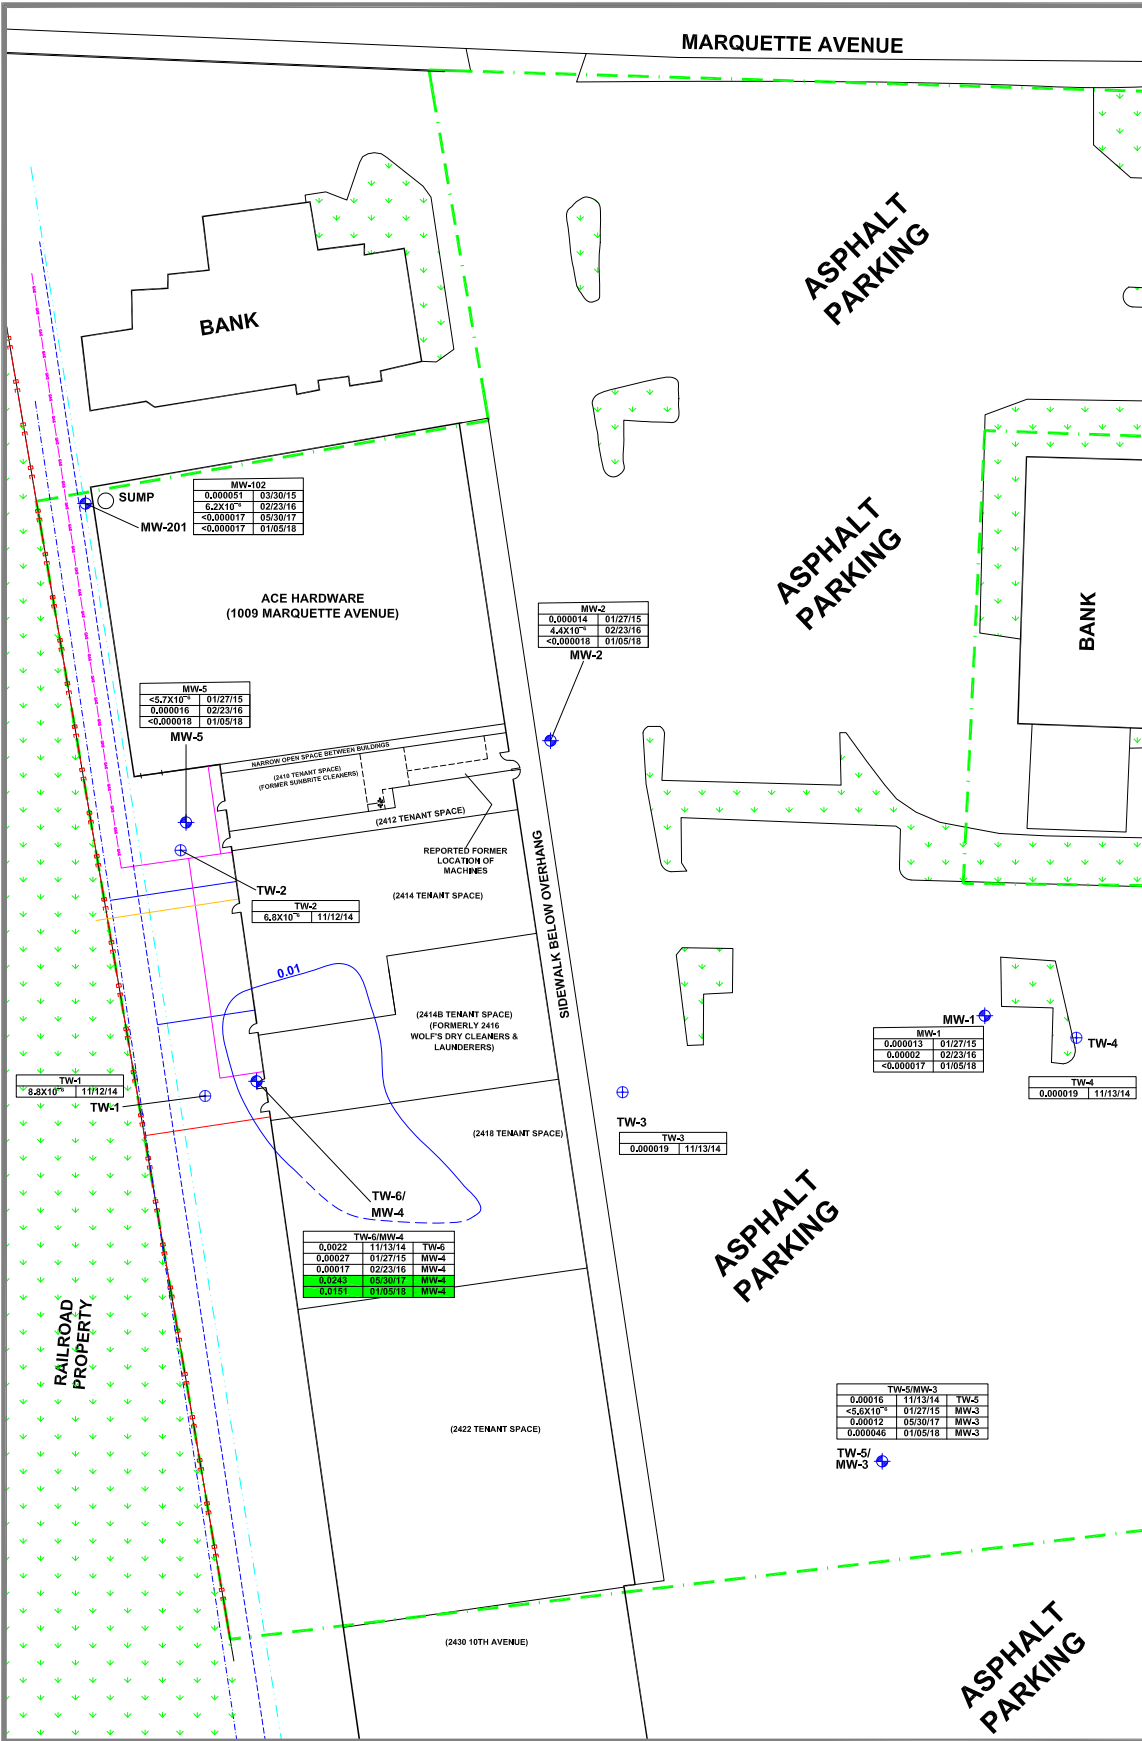 MARQUETTE AVENUE
ASPHALT
PARKING
BANK
SUMP
MW-201
MW-102
0.000051 03/30/15
6.2X10⁻⁶ 02/23/16
<0.000017 05/30/17
<0.000017 01/05/18
ACE HARDWARE
(1009 MARQUETTE AVENUE)
ASPHALT
PARKING
BANK
MW-2
0.000014 01/27/15
4.4X10⁻⁶ 02/23/16
<0.000018 01/05/18
MW-2
MW-5
<5.7X10⁻⁶ 01/27/15
0.000016 02/23/16
<0.000018 01/05/18
MW-5
NARROW OPEN SPACE BETWEEN BUILDINGS
(2410 TENANT SPACE)
(FORMER SUNBRITE CLEANERS)
(2412 TENANT SPACE)
REPORTED FORMER
LOCATION OF
MACHINES
TW-2
TW-2
6.8X10⁻⁶ 11/12/14
(2414 TENANT SPACE)
SIDEWALK BELOW OVERHANG
0.01
(2414B TENANT SPACE)
(FORMERLY 2416
WOLF'S DRY CLEANERS &
LAUNDERERS)
MW-1
MW-1
0.000013 01/27/15
0.00002 02/23/16
<0.000017 01/05/18
TW-4
TW-4
0.000019 11/13/14
TW-1
8.8X10⁻⁶ 11/12/14
TW-1
TW-3
TW-3
0.000019 11/13/14
(2418 TENANT SPACE)
TW-6/
MW-4
TW-6/MW-4
0.0022 11/13/14 TW-6
0.00027 01/27/15 MW-4
0.00017 02/23/16 MW-4
0.0243 05/30/17 MW-4
0.0151 01/05/18 MW-4
ASPHALT
PARKING
RAILROAD
PROPERTY
(2422 TENANT SPACE)
TW-5/MW-3
0.00016 11/13/14 TW-5
<5.6X10⁻⁶ 01/27/15 MW-3
0.00012 05/30/17 MW-3
0.000046 01/05/18 MW-3
TW-5/
MW-3
(2430 10TH AVENUE)
ASPHALT
PARKING